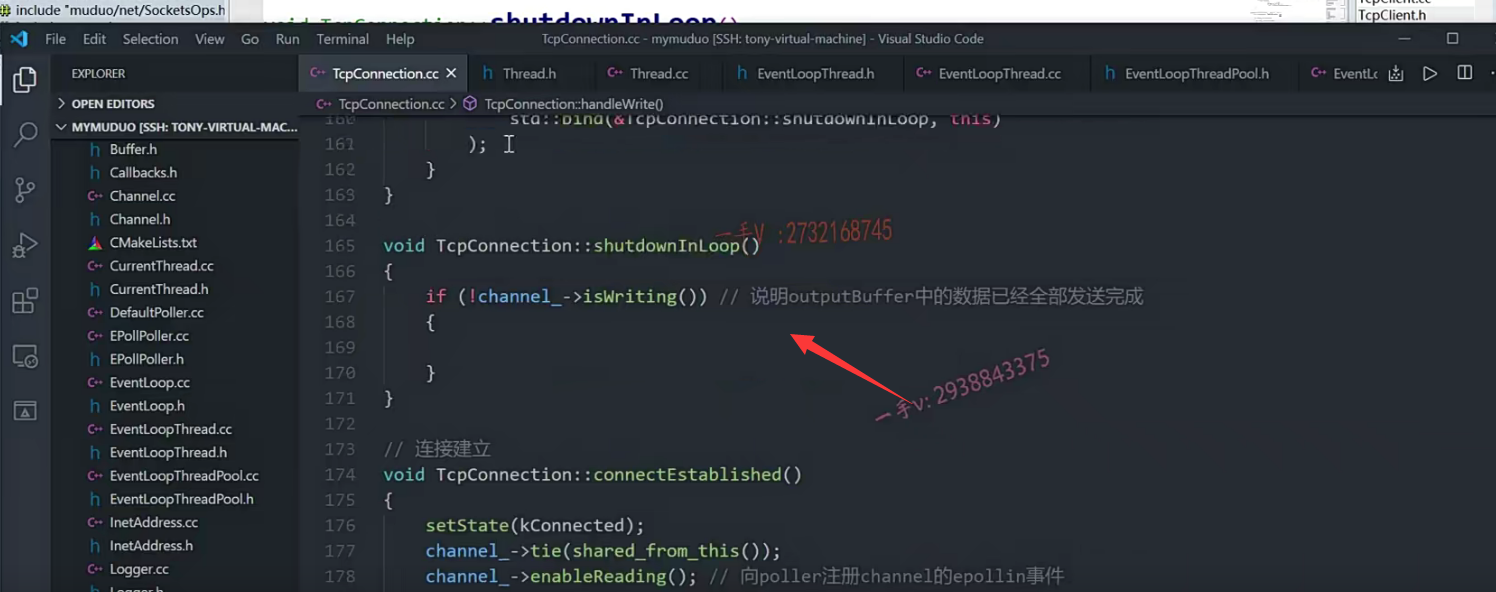 include "muduo/net/SocketsOps.h
void TcpConnection::shutdownInLoop()
TcpClient.cc
TcpClient.h
File Edit Selection View Go Run Terminal Help
TcpConnection.cc - mymuduo [SSH: tony-virtual-machine] - Visual Studio Code
EXPLORER
OPEN EDITORS
MYMUDUO [SSH: TONY-VIRTUAL-MAC...
Buffer.h
Callbacks.h
Channel.cc
Channel.h
CMakeLists.txt
CurrentThread.cc
CurrentThread.h
DefaultPoller.cc
EPollPoller.cc
EPollPoller.h
EventLoop.cc
EventLoop.h
EventLoopThread.cc
EventLoopThread.h
EventLoopThreadPool.cc
EventLoopThreadPool.h
InetAddress.cc
InetAddress.h
Logger.cc
Logger.h
TcpConnection.cc Thread.h Thread.cc EventLoopThread.h EventLoopThread.cc EventLoopThreadPool.h EventLc
TcpConnection.cc > TcpConnection::handleWrite()
160 std::bind(&TcpConnection::shutdownInLoop, this)
161 );
162 }
163 }
164
165 void TcpConnection::shutdownInLoop()
166 {
167 if (!channel_->isWriting()) // 说明outputBuffer中的数据已经全部发送完成
168 {
169
170 }
171 }
172
173 // 连接建立
174 void TcpConnection::connectEstablished()
175 {
176 setState(kConnected);
177 channel_->tie(shared_from_this());
178 channel_->enableReading(); // 向poller注册channel的epollin事件
一手V :2732168745
一手v: 2938843375